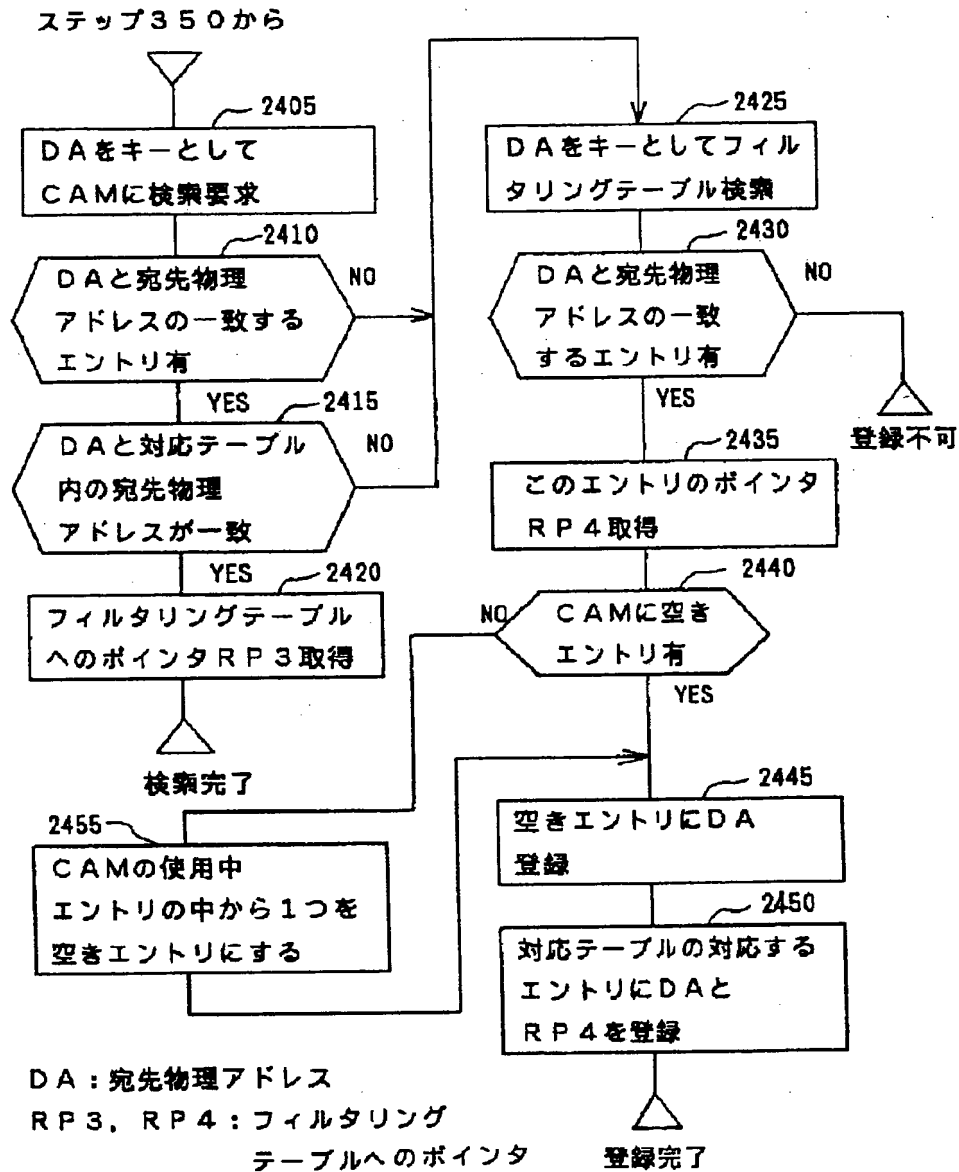 ステップ350から
2405
DAをキーとして
CAMに検索要求
2410
DAと宛先物理
アドレスの一致する
エントリ有
NO
YES
2415
DAと対応テーブル
内の宛先物理
アドレスが一致
NO
YES
2420
フィルタリングテーブル
へのポインタRP3取得
検索完了
2425
DAをキーとしてフィル
タリングテーブル検索
2430
DAと宛先物理
アドレスの一致
するエントリ有
NO
登録不可
YES
2435
このエントリのポインタ
RP4取得
2440
CAMに空き
エントリ有
NO
YES
2445
空きエントリにDA
登録
2450
対応テーブルの対応する
エントリにDAと
RP4を登録
登録完了
2455
CAMの使用中
エントリの中から1つを
空きエントリにする
DA：宛先物理アドレス
RP3，RP4：フィルタリング
テーブルへのポインタ